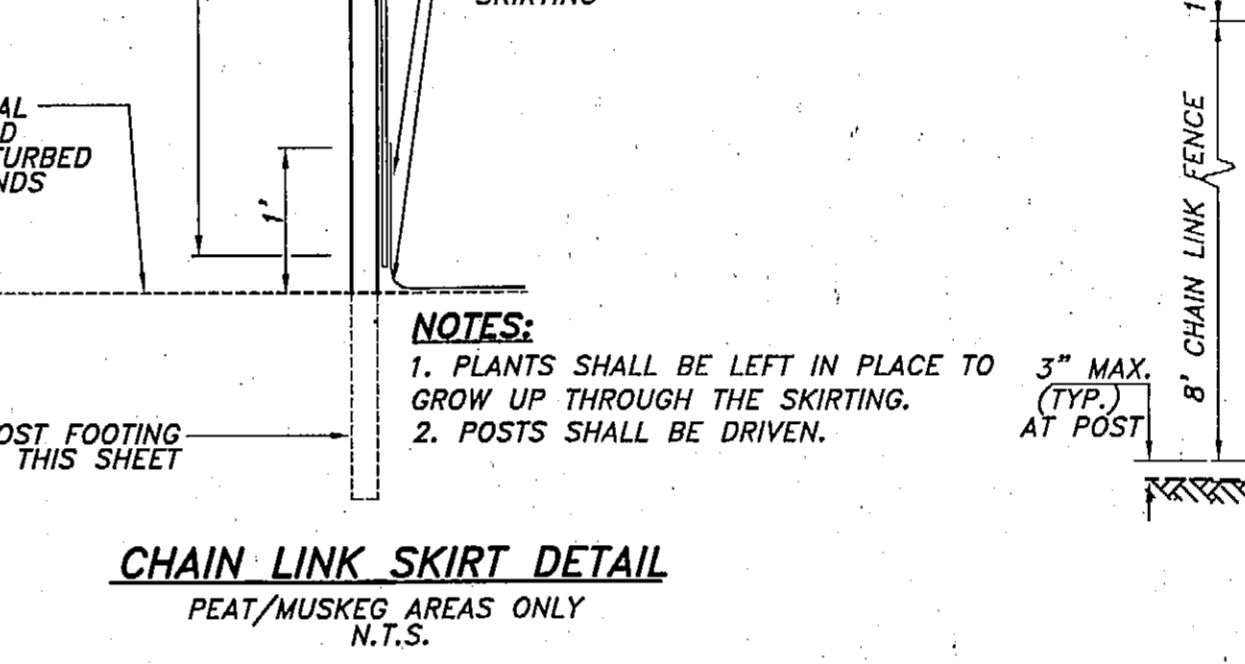 SKIRTING
1'
NOTES:
1. PLANTS SHALL BE LEFT IN PLACE TO
GROW UP THROUGH THE SKIRTING.
2. POSTS SHALL BE DRIVEN.
THIS SHEET
CHAIN LINK SKIRT DETAIL
PEAT/MUSKEG AREAS ONLY
N.T.S.
3" MAX.
(TYP.)
AT POST
8' CHAIN LINK FENCE